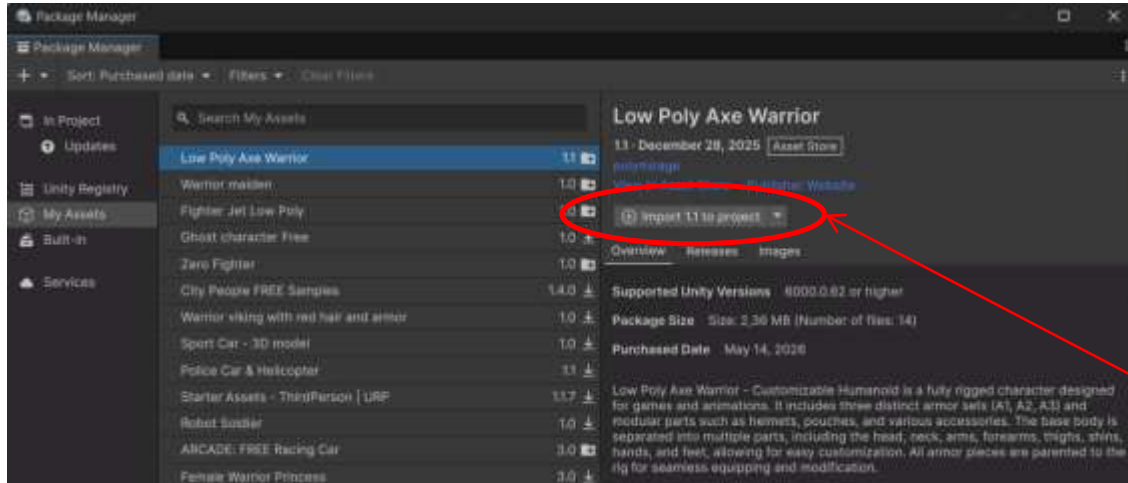 Package Manager
Package Manager
Sort: Purchased date Filters Clear Filters
In Project
Updates
Unity Registry
My Assets
Built-in
Services
Search My Assets
Low Poly Axe Warrior 1.1
Warrior maiden 1.0
Fighter Jet Low Poly
Ghost character Free 1.0
Zero Fighter 1.0
City People FREE Samples 1.4.0
Warrior viking with red hair and armor 1.0
Sport Car - 3D model 1.0
Police Car & Helicopter 1.1
Starter Assets - ThirdPerson | URP 1.1.7
Robot Soldier 1.0
ARCADE: FREE Racing Car 3.0
Female Warrior Princess 3.0
Low Poly Axe Warrior
1.1 · December 28, 2025 Asset Store
polymirage
View in Asset Store Publisher Website
Import 1.1 to project
Overview Releases Images
Supported Unity Versions 6000.0.62 or higher
Package Size Size: 2,36 MB (Number of files: 14)
Purchased Date May 14, 2026
Low Poly Axe Warrior – Customizable Humanoid is a fully rigged character designed
for games and animations. It includes three distinct armor sets (A1, A2, A3) and
modular parts such as helmets, pouches, and various accessories. The base body is
separated into multiple parts, including the head, neck, arms, forearms, thighs, shins,
hands, and feet, allowing for easy customization. All armor pieces are parented to the
rig for seamless equipping and modification.